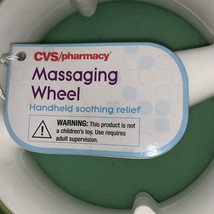 CVS/pharmacy
Massaging
Wheel
Handheld soothing relief
WARNING: This product is not
a children's toy. Use requires
adult supervision.